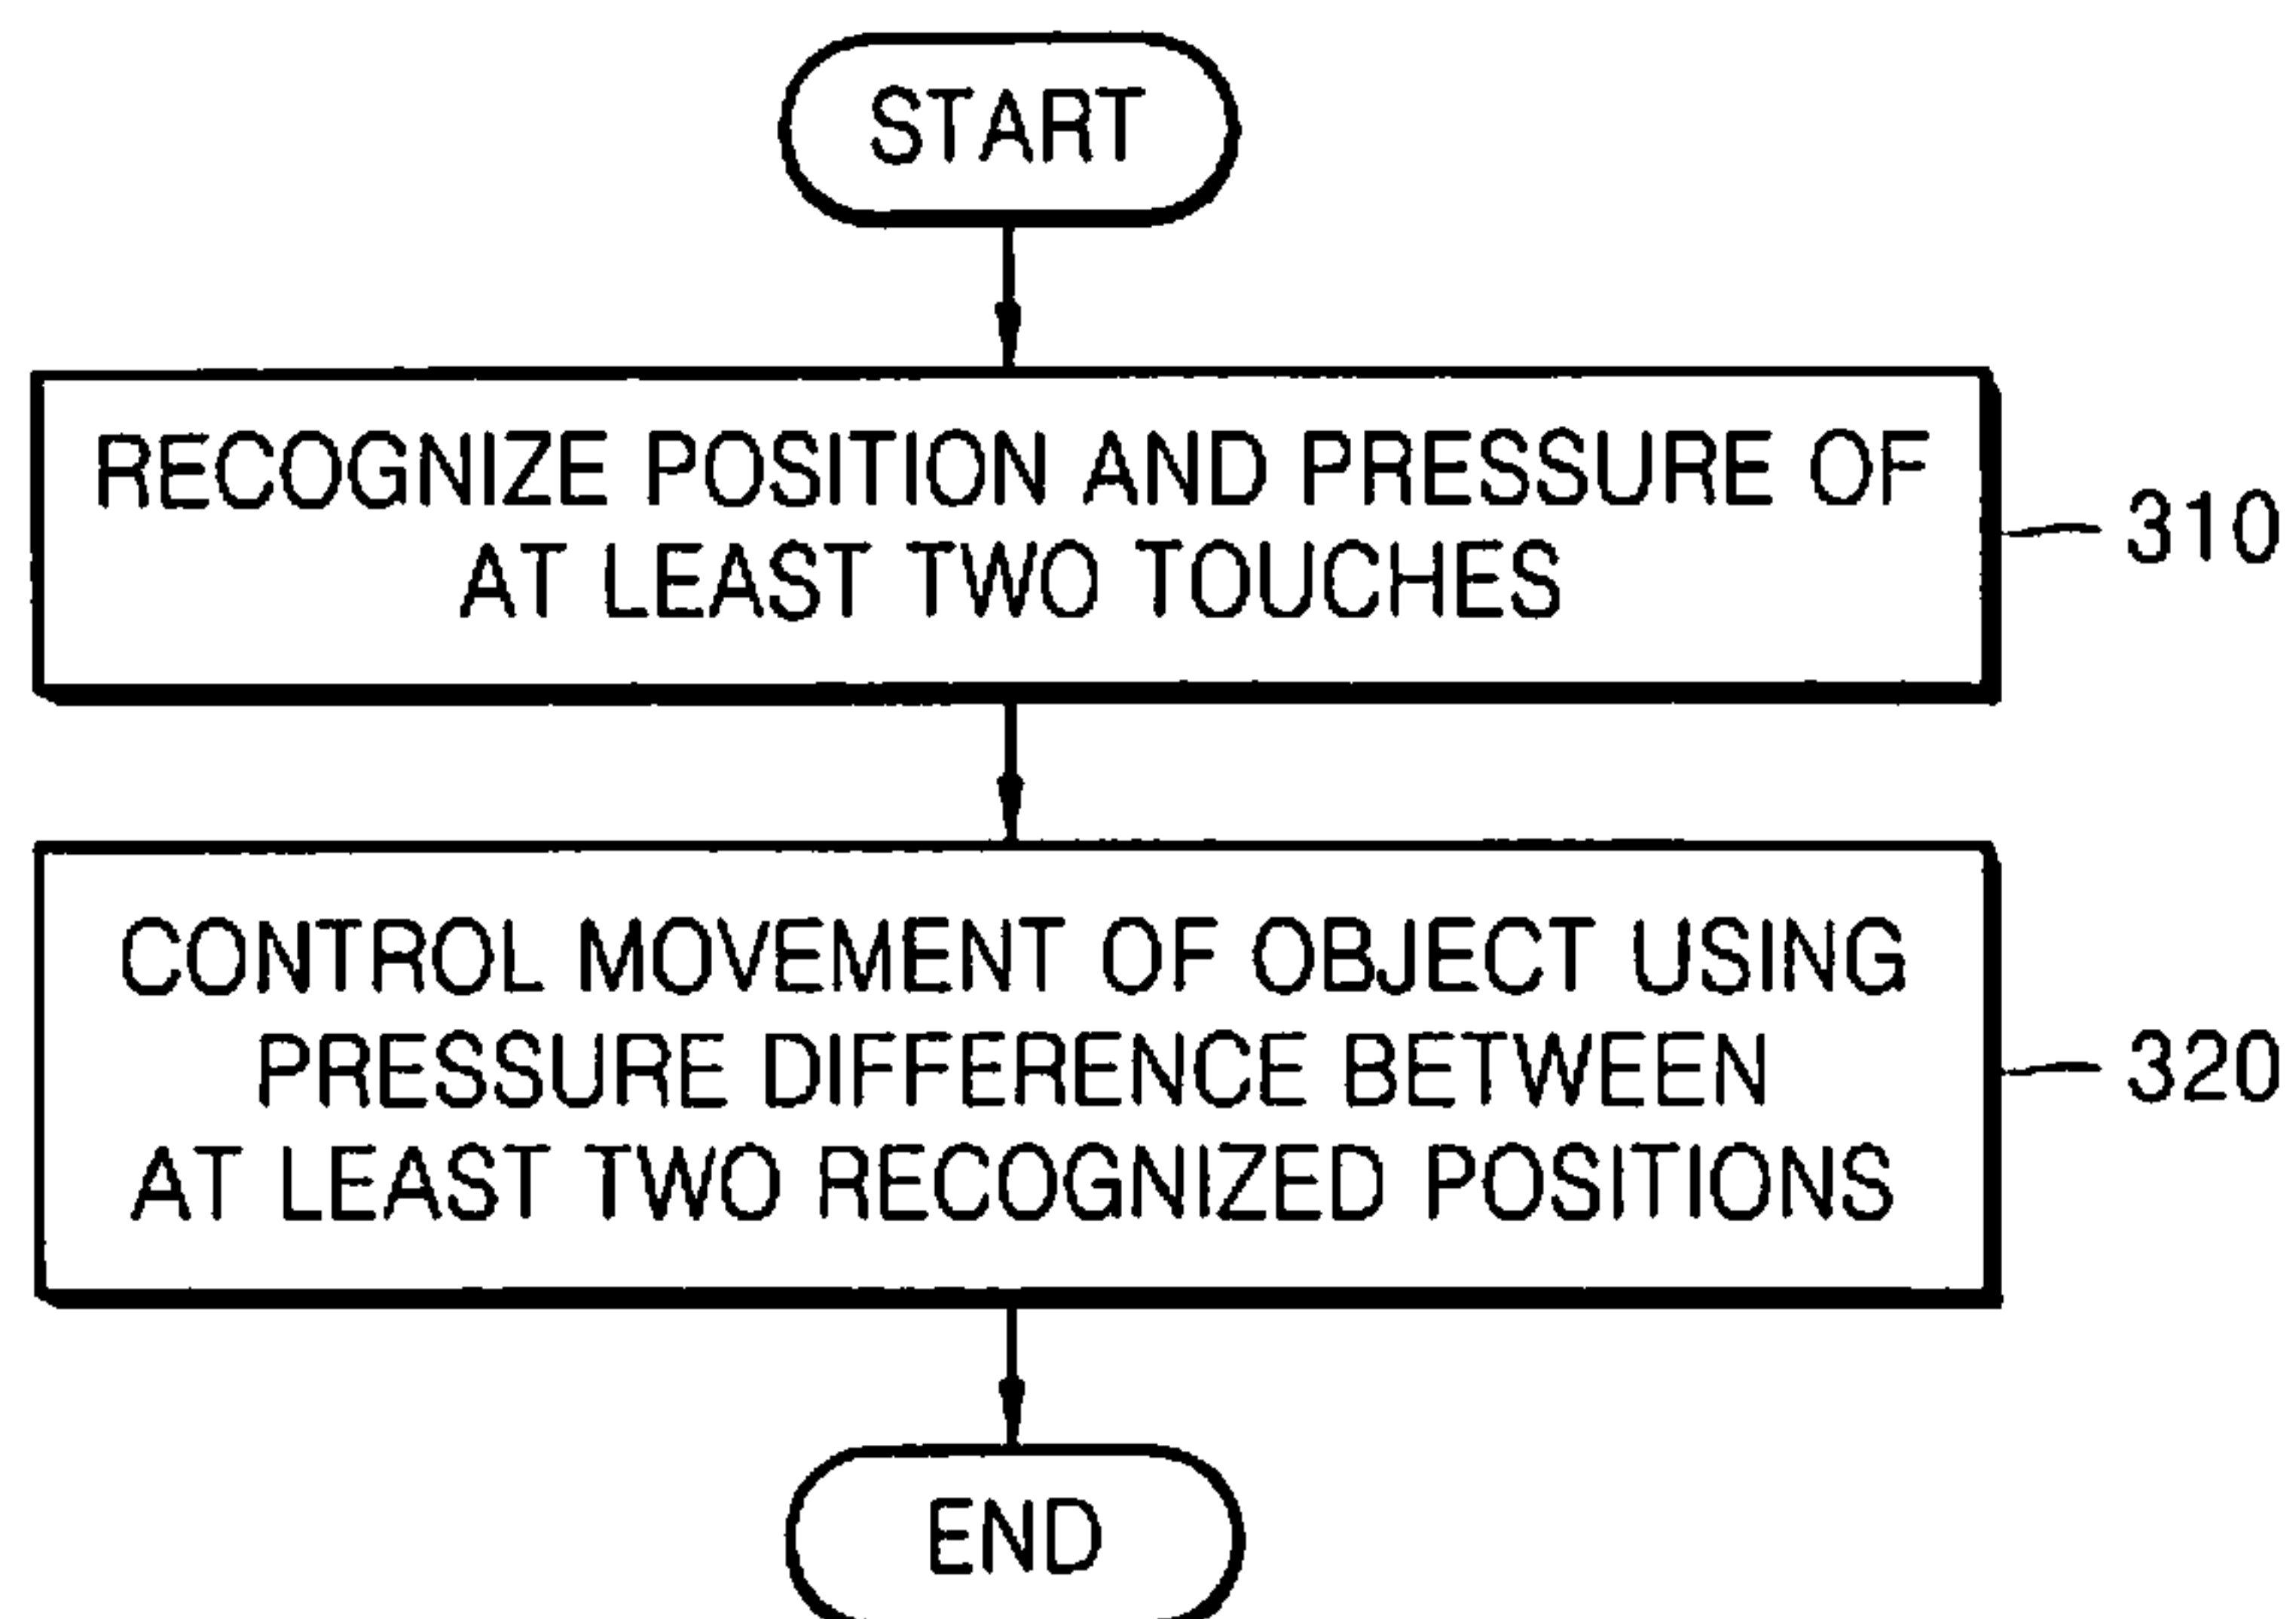 START
RECOGNIZE POSITION AND PRESSURE OF
AT LEAST TWO TOUCHES
310
CONTROL MOVEMENT OF OBJECT USING
PRESSURE DIFFERENCE BETWEEN
AT LEAST TWO RECOGNIZED POSITIONS
320
END